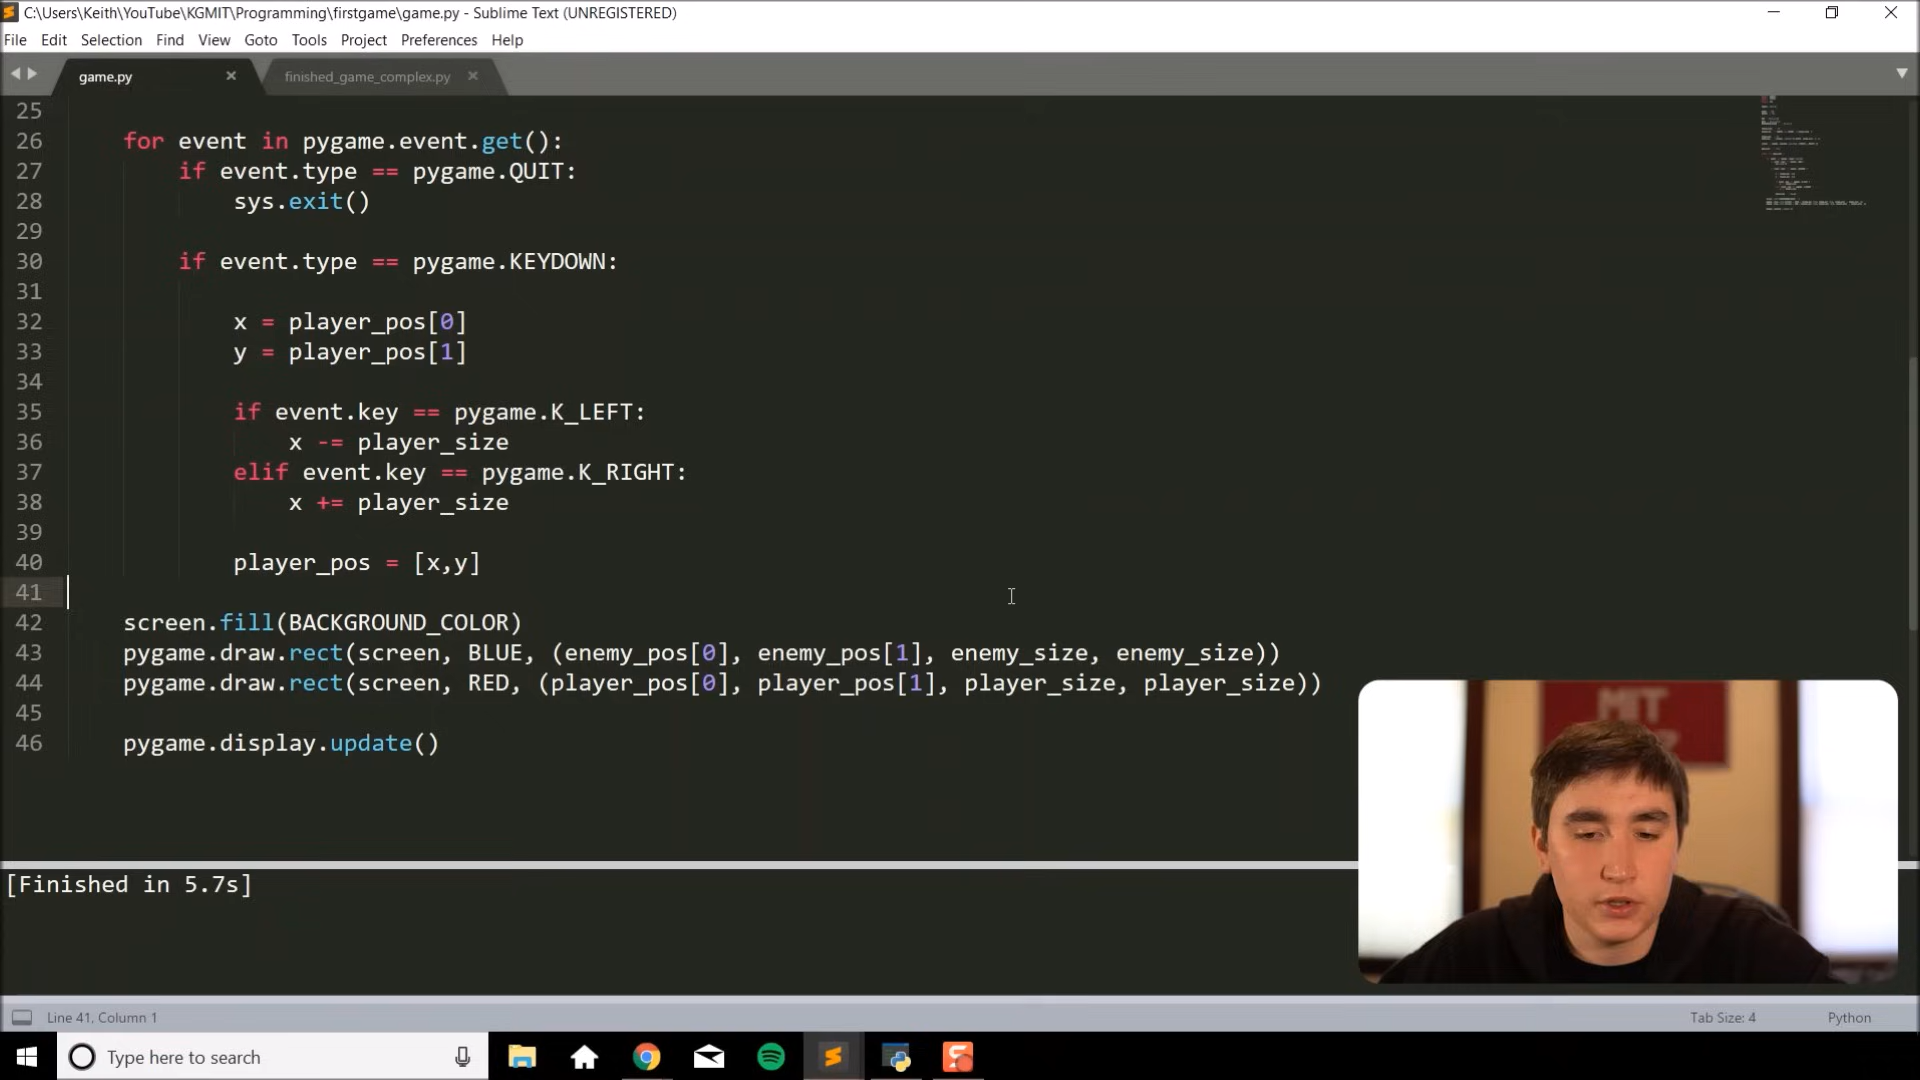 C:\Users\Keith\YouTube\KGMIT\Programming\firstgame\game.py - Sublime Text (UNREGISTERED)
File Edit Selection Find View Goto Tools Project Preferences Help
game.py finished_game_complex.py
25
26 for event in pygame.event.get():
27 if event.type == pygame.QUIT:
28 sys.exit()
29
30 if event.type == pygame.KEYDOWN:
31
32 x = player_pos[0]
33 y = player_pos[1]
34
35 if event.key == pygame.K_LEFT:
36 x -= player_size
37 elif event.key == pygame.K_RIGHT:
38 x += player_size
39
40 player_pos = [x,y]
41
42 screen.fill(BACKGROUND_COLOR)
43 pygame.draw.rect(screen, BLUE, (enemy_pos[0], enemy_pos[1], enemy_size, enemy_size))
44 pygame.draw.rect(screen, RED, (player_pos[0], player_pos[1], player_size, player_size))
45
46 pygame.display.update()
MIT
[Finished in 5.7s]
Line 41, Column 1 Tab Size: 4 Python
Type here to search